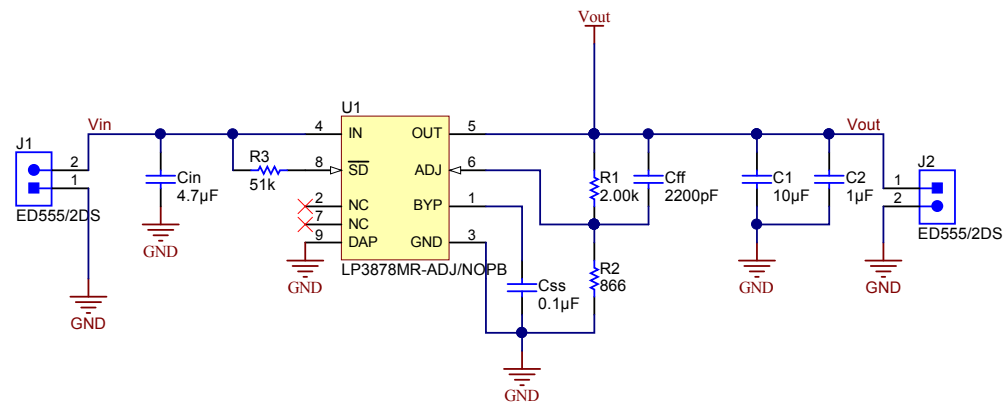 Vout
U1
J1
Vin
4
IN
OUT
5
Vout
J2
2
1
R3
51k
8
SD
ADJ
6
Cin
4.7µF
R1
2.00k
Cff
2200pF
C1
10µF
C2
1µF
1
2
ED555/2DS
ED555/2DS
2
NC
BYP
1
7
NC
9
DAP
GND
3
GND
LP3878MR-ADJ/NOPB
GND
R2
866
GND
GND
Css
0.1µF
GND
GND